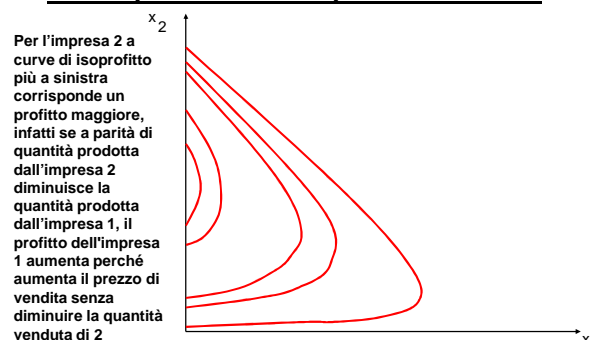 x 2
Per l'impresa 2 a
curve di isoprofitto
più a sinistra
corrisponde un
profitto maggiore,
infatti se a parità di
quantità prodotta
dall'impresa 2
diminuisce la
quantità prodotta
dall'impresa 1, il
profitto dell'impresa
1 aumenta perché
aumenta il prezzo di
vendita senza
diminuire la quantità
venduta di 2
x